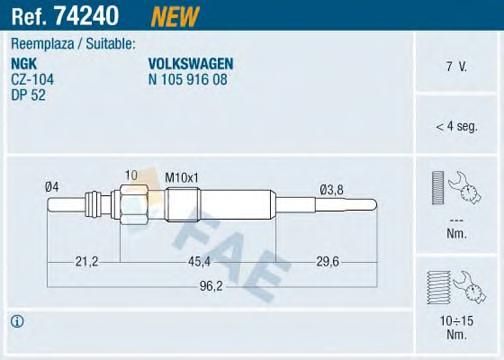 Ref. 74240 NEW
Reemplaza / Suitable:
NGK
CZ-104
DP 52
VOLKSWAGEN
N 105 916 08
7 V.
< 4 seg.
Ø4
10
M10x1
Ø3,8
21,2
45,4
29,6
96,2
FAE
---
Nm.
10÷15
Nm.
i